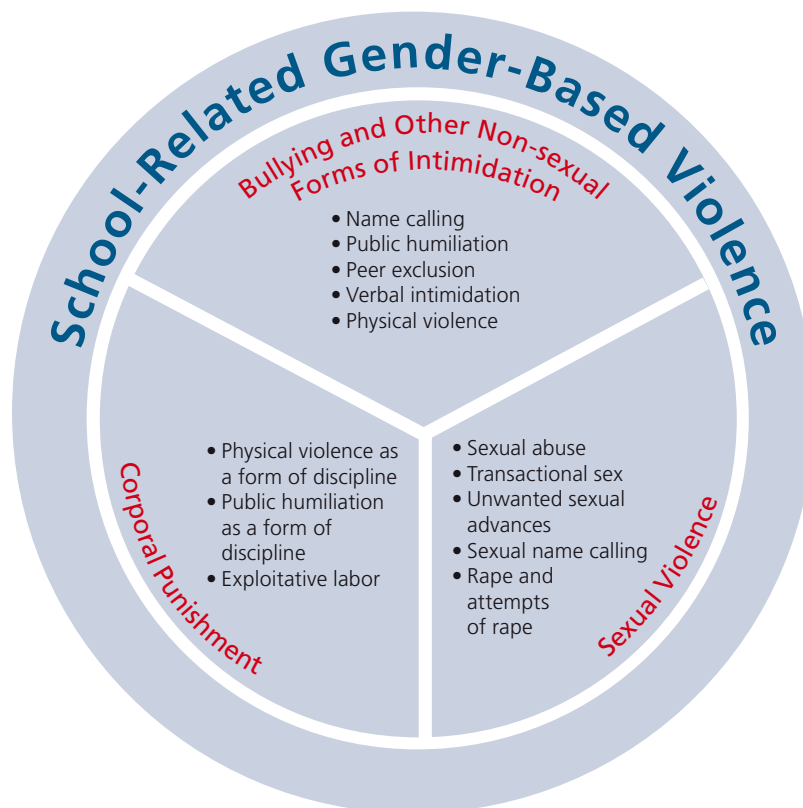 School-Related Gender-Based Violence
Bullying and Other Non-sexual
Forms of Intimidation
• Name calling
• Public humiliation
• Peer exclusion
• Verbal intimidation
• Physical violence
Corporal Punishment
• Physical violence as
a form of discipline
• Public humiliation
as a form of
discipline
• Exploitative labor
Sexual Violence
• Sexual abuse
• Transactional sex
• Unwanted sexual
advances
• Sexual name calling
• Rape and
attempts
of rape